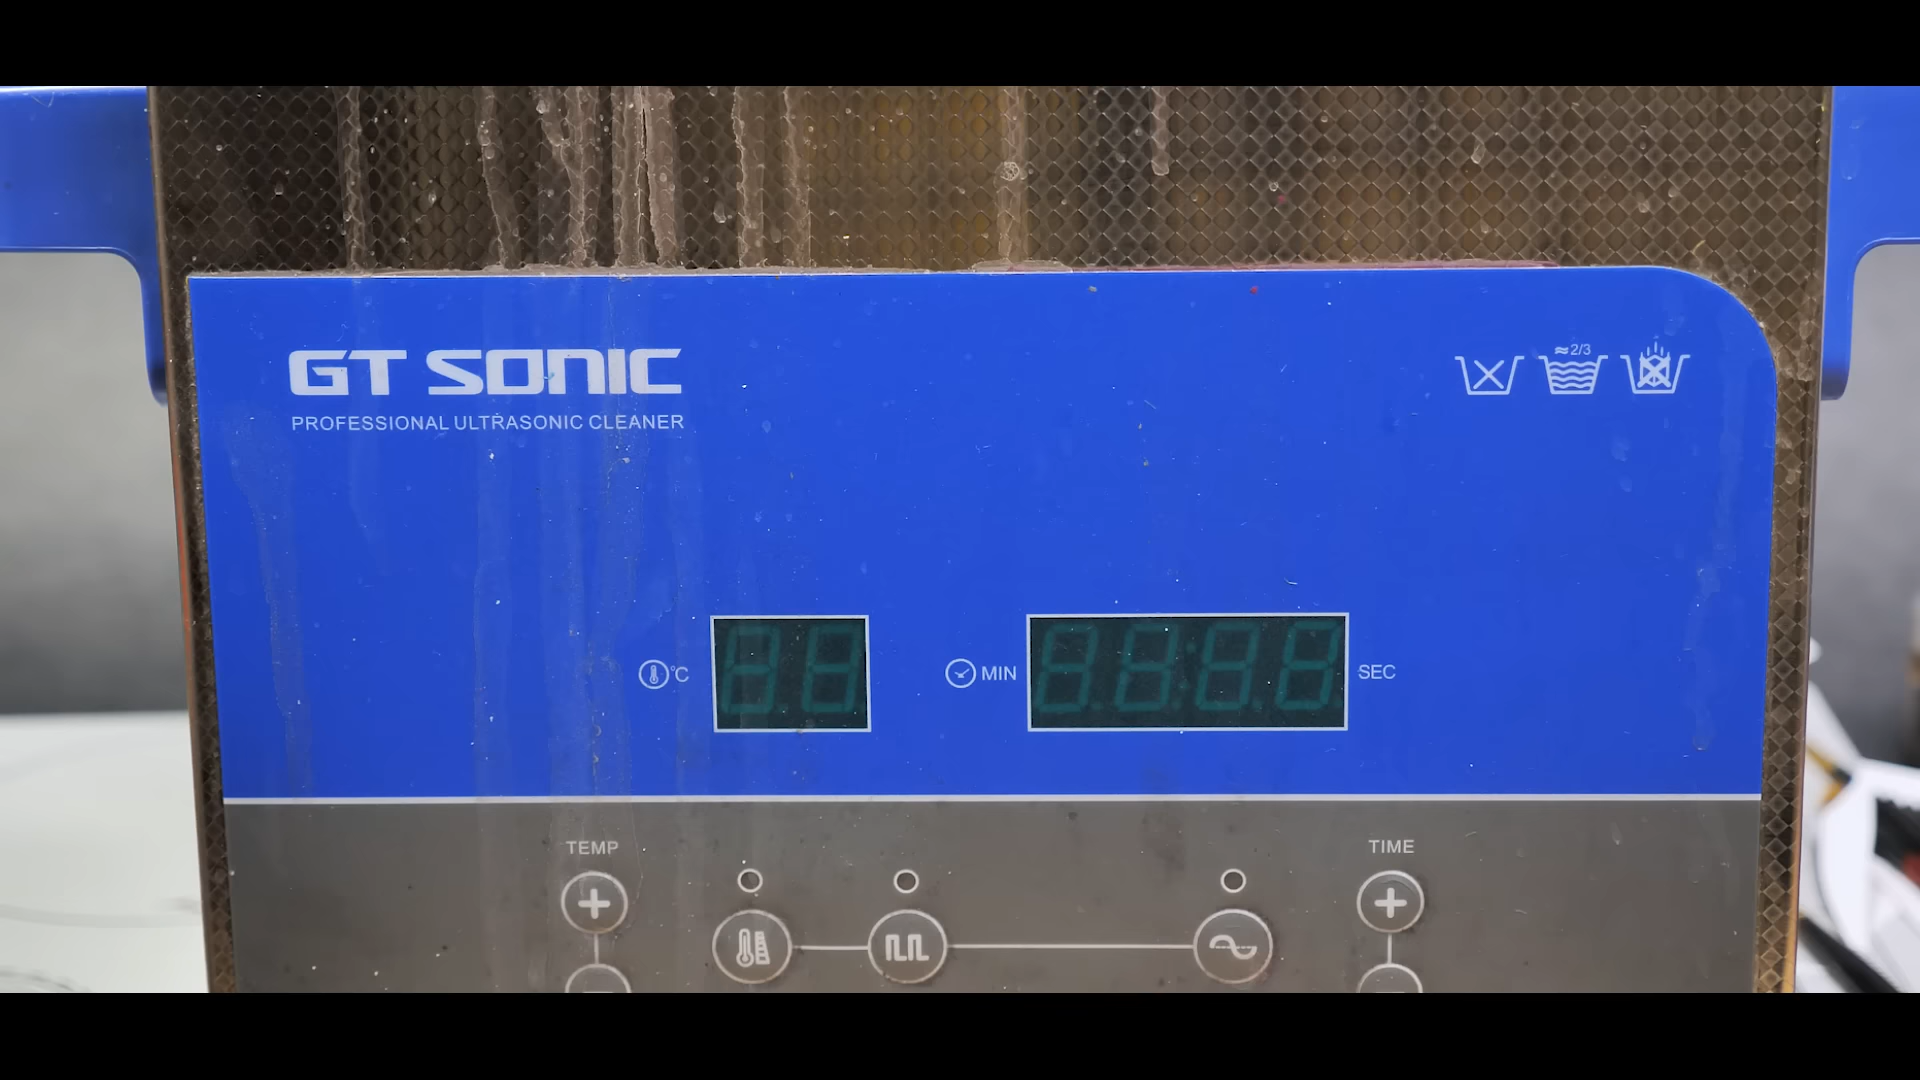 GT SONIC
PROFESSIONAL ULTRASONIC CLEANER
≈2/3
°C
MIN
SEC
TEMP
TIME